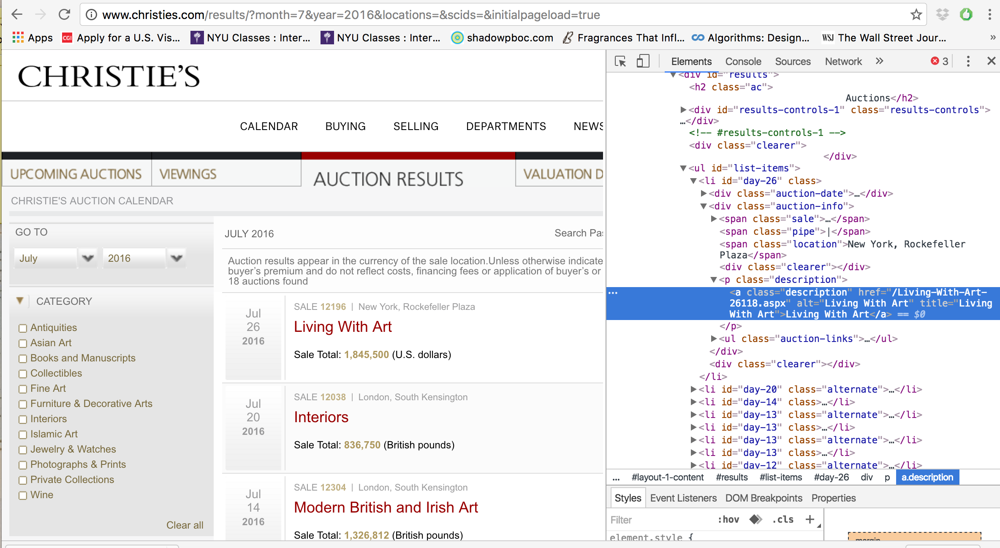 www.christies.com/results/?month=7&year=2016&locations=&scids=&initialpageload=true
Apps
CGI
Apply for a U.S. Vis...
NYU Classes : Inter...
NYU Classes : Inter...
shadowpboc.com
Fragrances That Infl...
Algorithms: Design...
WSJ
The Wall Street Jour...
»
CHRISTIE'S
CALENDAR
BUYING
SELLING
DEPARTMENTS
NEWS
UPCOMING AUCTIONS
VIEWINGS
AUCTION RESULTS
VALUATION D
CHRISTIE'S AUCTION CALENDAR
GO TO
July
2016
CATEGORY
Antiquities
Asian Art
Books and Manuscripts
Collectibles
Fine Art
Furniture & Decorative Arts
Interiors
Islamic Art
Jewelry & Watches
Photographs & Prints
Private Collections
Wine
Clear all
JULY 2016
Search Pas
Auction results appear in the currency of the sale location.Unless otherwise indicate
buyer's premium and do not reflect costs, financing fees or application of buyer's or
18 auctions found
Jul
26
2016
SALE 12196 | New York, Rockefeller Plaza
Living With Art
Sale Total: 1,845,500 (U.S. dollars)
Jul
20
2016
SALE 12038 | London, South Kensington
Interiors
Sale Total: 836,750 (British pounds)
Jul
14
2016
SALE 12304 | London, South Kensington
Modern British and Irish Art
Sale Total: 1,326,812 (British pounds)
Elements
Console
Sources
Network
»
3
<div id="results">
<h2 class="ac">
Auctions</h2>
<div id="results-controls-1" class="results-controls">
…</div>
<!-- #results-controls-1 -->
<div class="clearer">
</div>
<ul id="list-items">
<li id="day-26" class>
<div class="auction-date">…</div>
<div class="auction-info">
<span class="sale">…</span>
<span class="pipe">|</span>
<span class="location">New York, Rockefeller
Plaza</span>
<div class="clearer"></div>
<p class="description">
<a class="description" href="/Living-With-Art-
26118.aspx" alt="Living With Art" title="Living
With Art">Living With Art</a> == $0
</p>
<ul class="auction-links">…</ul>
</div>
<div class="clearer"></div>
</li>
<li id="day-20" class="alternate">…</li>
<li id="day-14" class>…</li>
<li id="day-13" class="alternate">…</li>
<li id="day-13" class>…</li>
<li id="day-13" class="alternate">…</li>
<li id="day-13" class>…</li>
<li id="day-12" class="alternate">…</li>
... #layout-1-content #results #list-items #day-26 div p a.description
Styles
Event Listeners
DOM Breakpoints
Properties
Filter
:hov
.cls
+
element.style {
margin